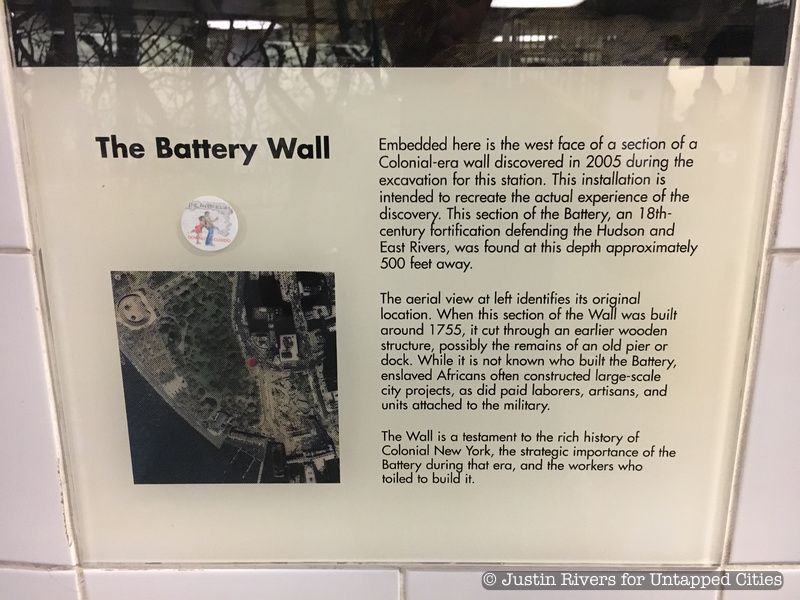 The Battery Wall
Embedded here is the west face of a section of a
Colonial-era wall discovered in 2005 during the
excavation for this station. This installation is
intended to recreate the actual experience of the
discovery. This section of the Battery, an 18th-
century fortification defending the Hudson and
East Rivers, was found at this depth approximately
500 feet away.
The aerial view at left identifies its original
location. When this section of the Wall was built
around 1755, it cut through an earlier wooden
structure, possibly the remains of an old pier or
dock. While it is not known who built the Battery,
enslaved Africans often constructed large-scale
city projects, as did paid laborers, artisans, and
units attached to the military.
The Wall is a testament to the rich history of
Colonial New York, the strategic importance of the
Battery during that era, and the workers who
toiled to build it.
© Justin Rivers for Untapped Cities